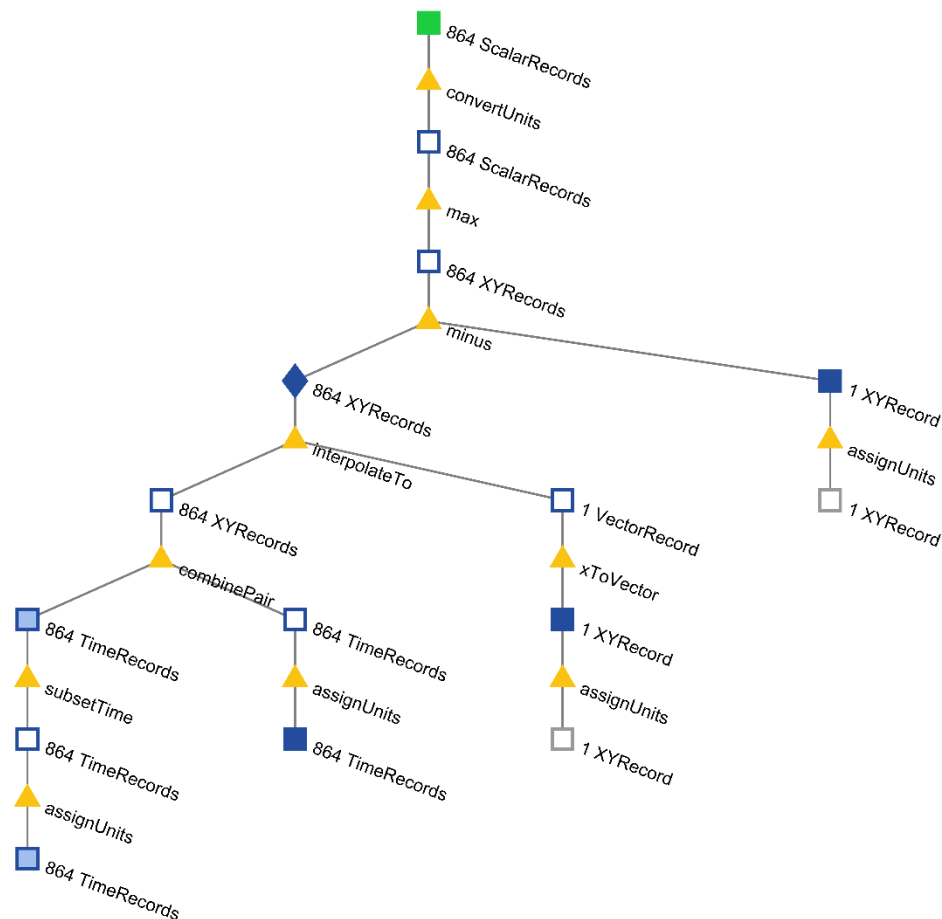 864 ScalarRecords
convertUnits
864 ScalarRecords
max
864 XYRecords
minus
864 XYRecords
1 XYRecord
interpolateTo
assignUnits
864 XYRecords
1 VectorRecord
1 XYRecord
combinePair
xToVector
864 TimeRecords
864 TimeRecords
1 XYRecord
subsetTime
assignUnits
assignUnits
864 TimeRecords
864 TimeRecords
1 XYRecord
assignUnits
864 TimeRecords